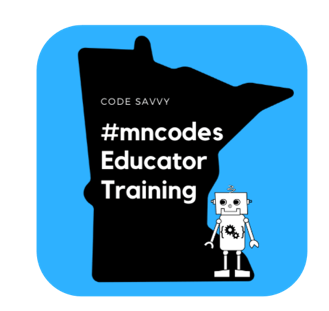 CODE SAVVY
#mncodes
Educator
Training